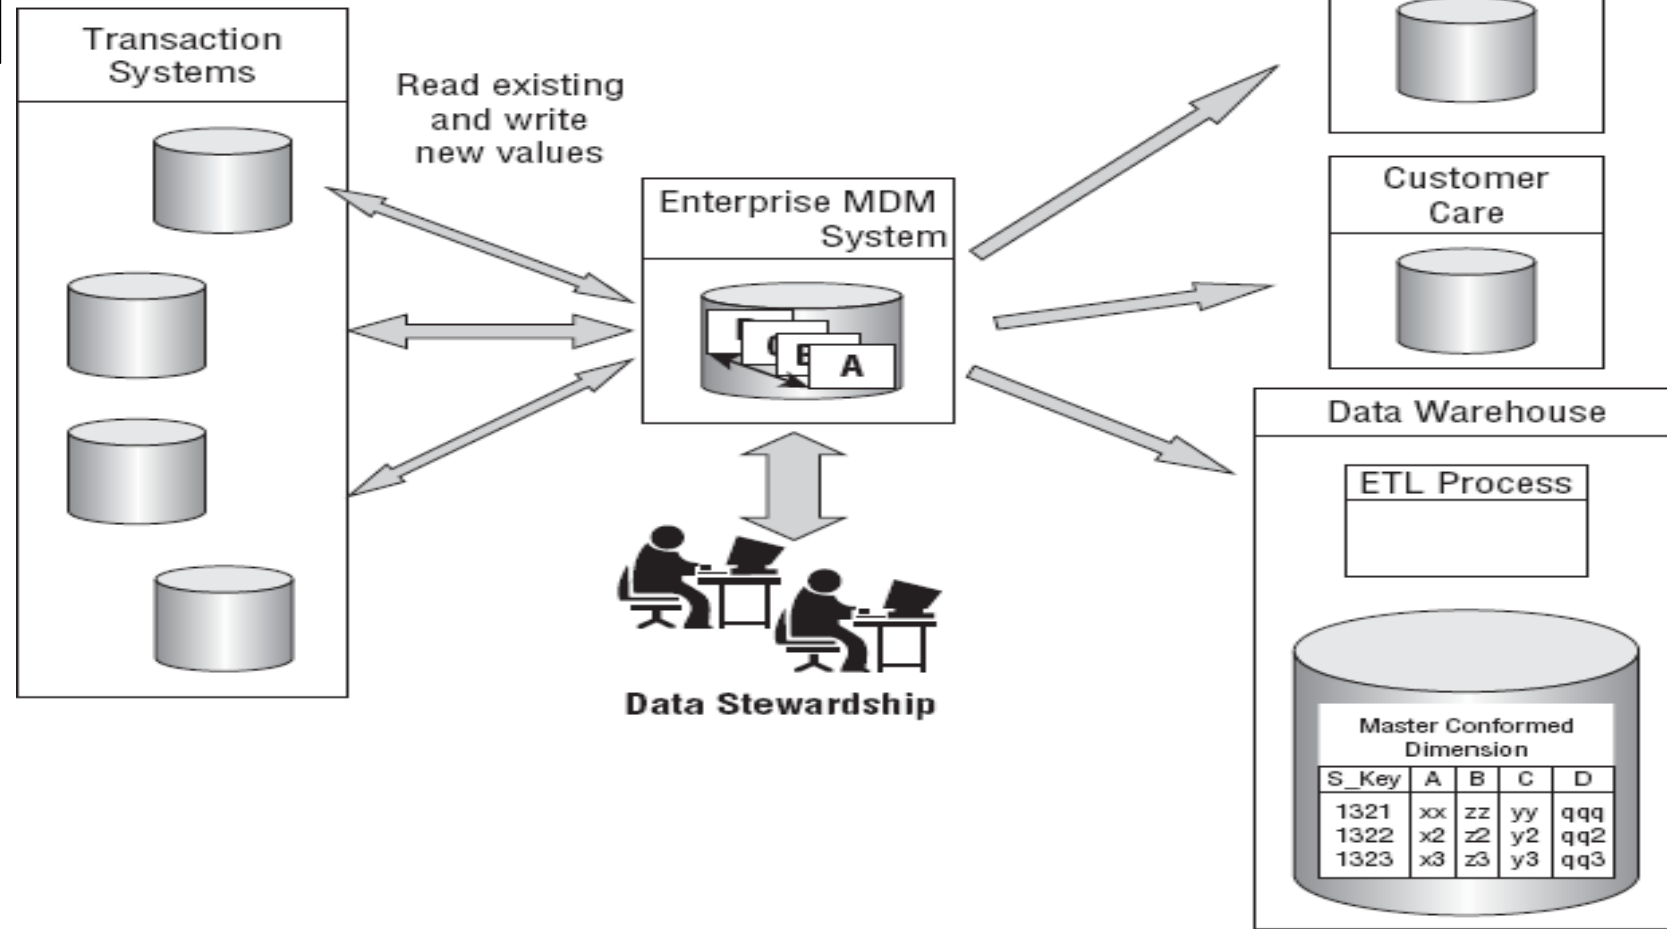 Transaction
Systems
Read existing
and write
new values
Enterprise MDM
System
A
Customer
Care
Data Warehouse
ETL Process
Data Stewardship
Master Conformed
Dimension
S_Key A B C D
1321 xx zz yy qqq
1322 x2 z2 y2 qq2
1323 x3 z3 y3 qq3